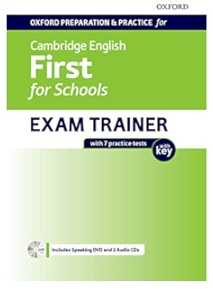 OXFORD
OXFORD PREPARATION & PRACTICE for
Cambridge English
First
for Schools
EXAM TRAINER
with 7 practice tests
with
key
Includes Speaking DVD and 2 Audio CDs